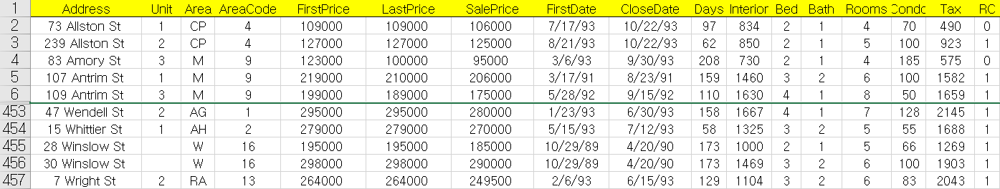 1 Address Unit Area AreaCode FirstPrice LastPrice SalePrice FirstDate CloseDate Days Interior Bed Bath Rooms Condo Tax RC
2 73 Allston St 1 CP 4 109000 109000 106000 7/17/93 10/22/93 97 834 2 1 4 70 490 0
3 239 Allston St 2 CP 4 127000 127000 125000 8/21/93 10/22/93 62 850 2 1 5 100 923 1
4 83 Amory St 3 M 9 123000 100000 95000 3/6/93 9/30/93 208 730 2 1 4 185 575 0
5 107 Antrim St 1 M 9 219000 210000 206000 3/17/91 8/23/91 159 1460 3 2 6 100 1582 1
6 109 Antrim St 3 M 9 199000 189000 175000 5/28/92 9/15/92 110 1630 4 1 8 50 1659 1
453 47 Wendell St 2 AG 1 295000 295000 280000 1/23/93 6/30/93 158 1667 4 1 7 128 2145 1
454 15 Whittier St 1 AH 2 279000 279000 270000 5/15/93 7/12/93 58 1325 3 2 5 55 1688 1
455 28 Winslow St W 16 195000 195000 185000 10/29/89 4/20/90 173 1000 2 1 5 66 1269 1
456 30 Winslow St W 16 298000 298000 290000 10/29/89 4/20/90 173 1469 3 2 6 100 1903 1
457 7 Wright St 2 RA 13 264000 264000 249500 2/6/93 6/15/93 129 1104 3 2 6 83 2043 1